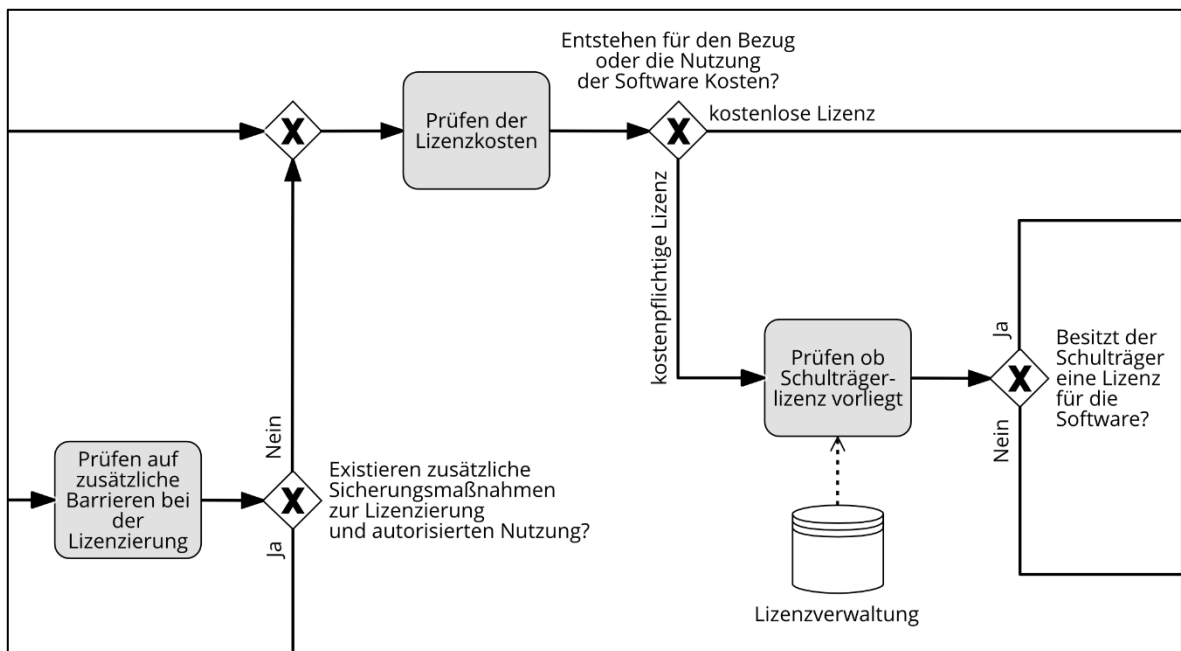 Entstehen für den Bezug
oder die Nutzung
der Software Kosten?
Prüfen der
Lizenzkosten
kostenlose Lizenz
kostenpflichtige Lizenz
Prüfen ob
Schulträger-
lizenz vorliegt
Ja
Nein
Besitzt der
Schulträger
eine Lizenz
für die
Software?
Prüfen auf
zusätzliche
Barrieren bei
der
Lizenzierung
Nein
Ja
Existieren zusätzliche
Sicherungsmaßnahmen
zur Lizenzierung
und autorisierten Nutzung?
Lizenzverwaltung